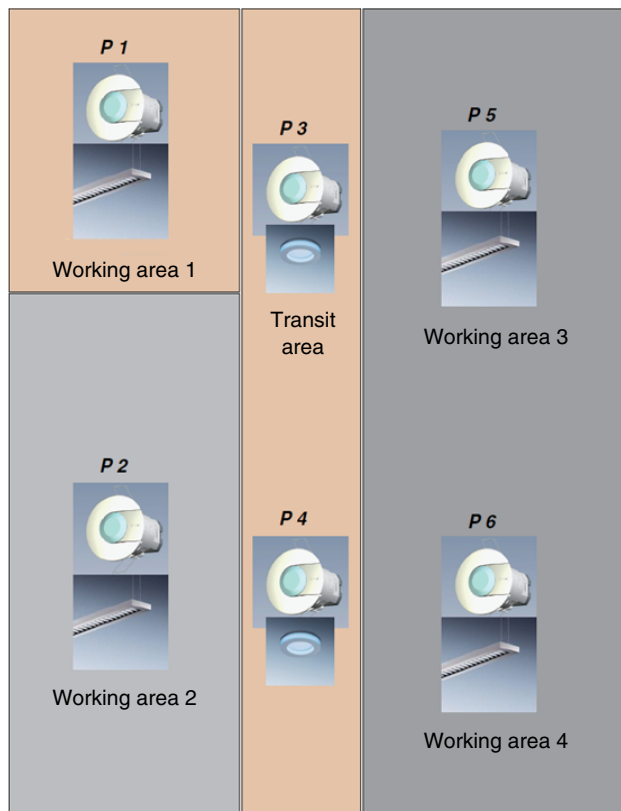 P 1
Working area 1
P 2
Working area 2
P 3
Transit
area
P 4
P 5
Working area 3
P 6
Working area 4